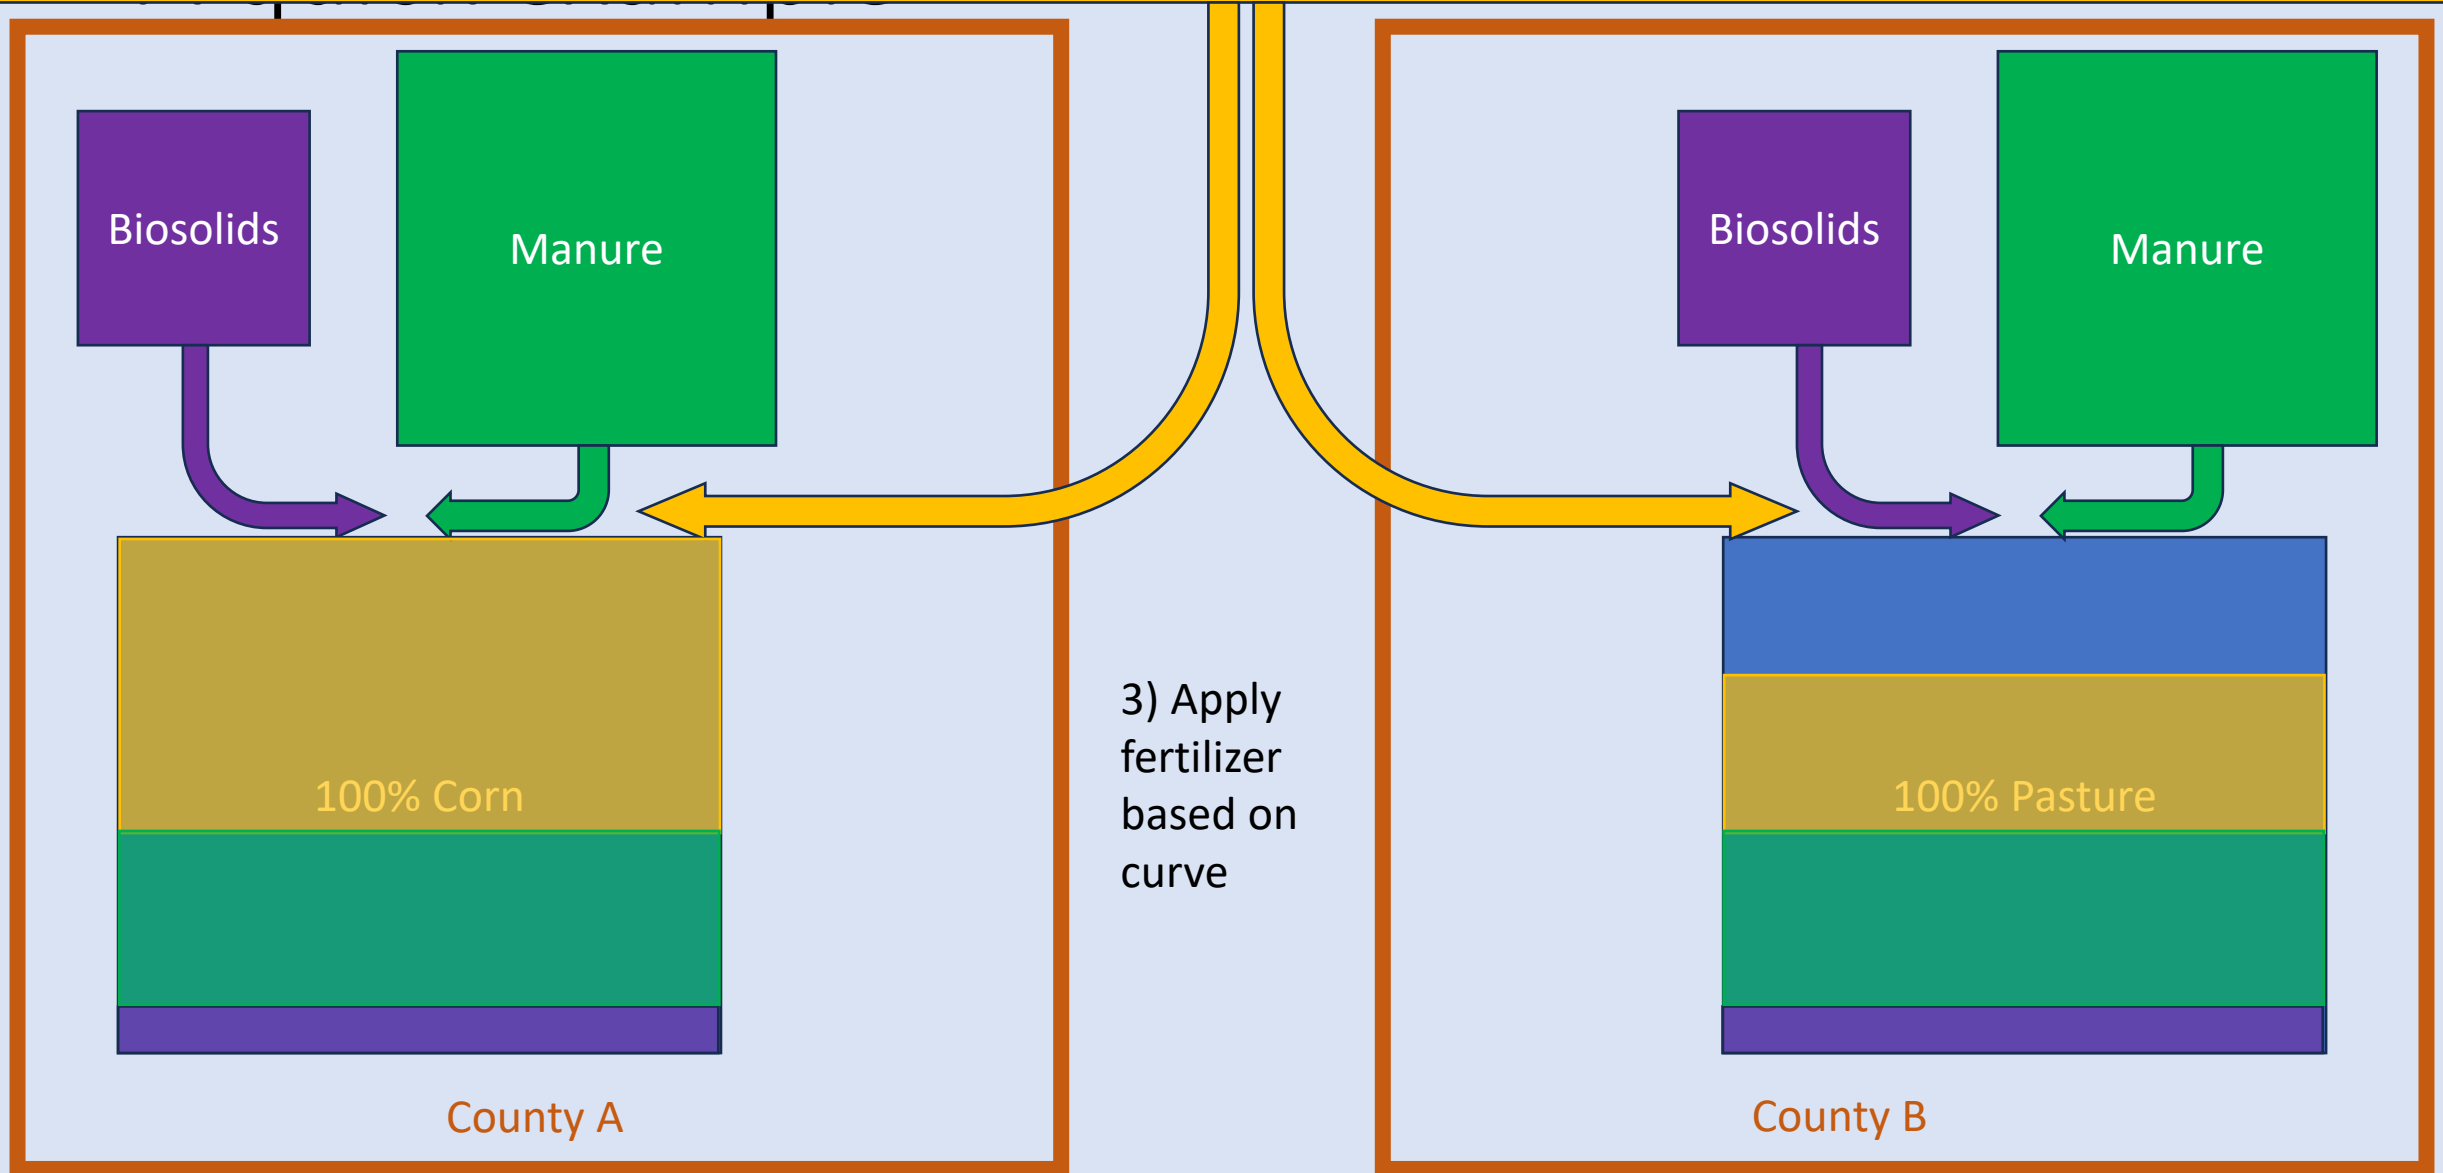 Biosolids
Manure
Biosolids
Manure
3) Apply
fertilizer
based on
curve
100% Corn
100% Pasture
County A
County B